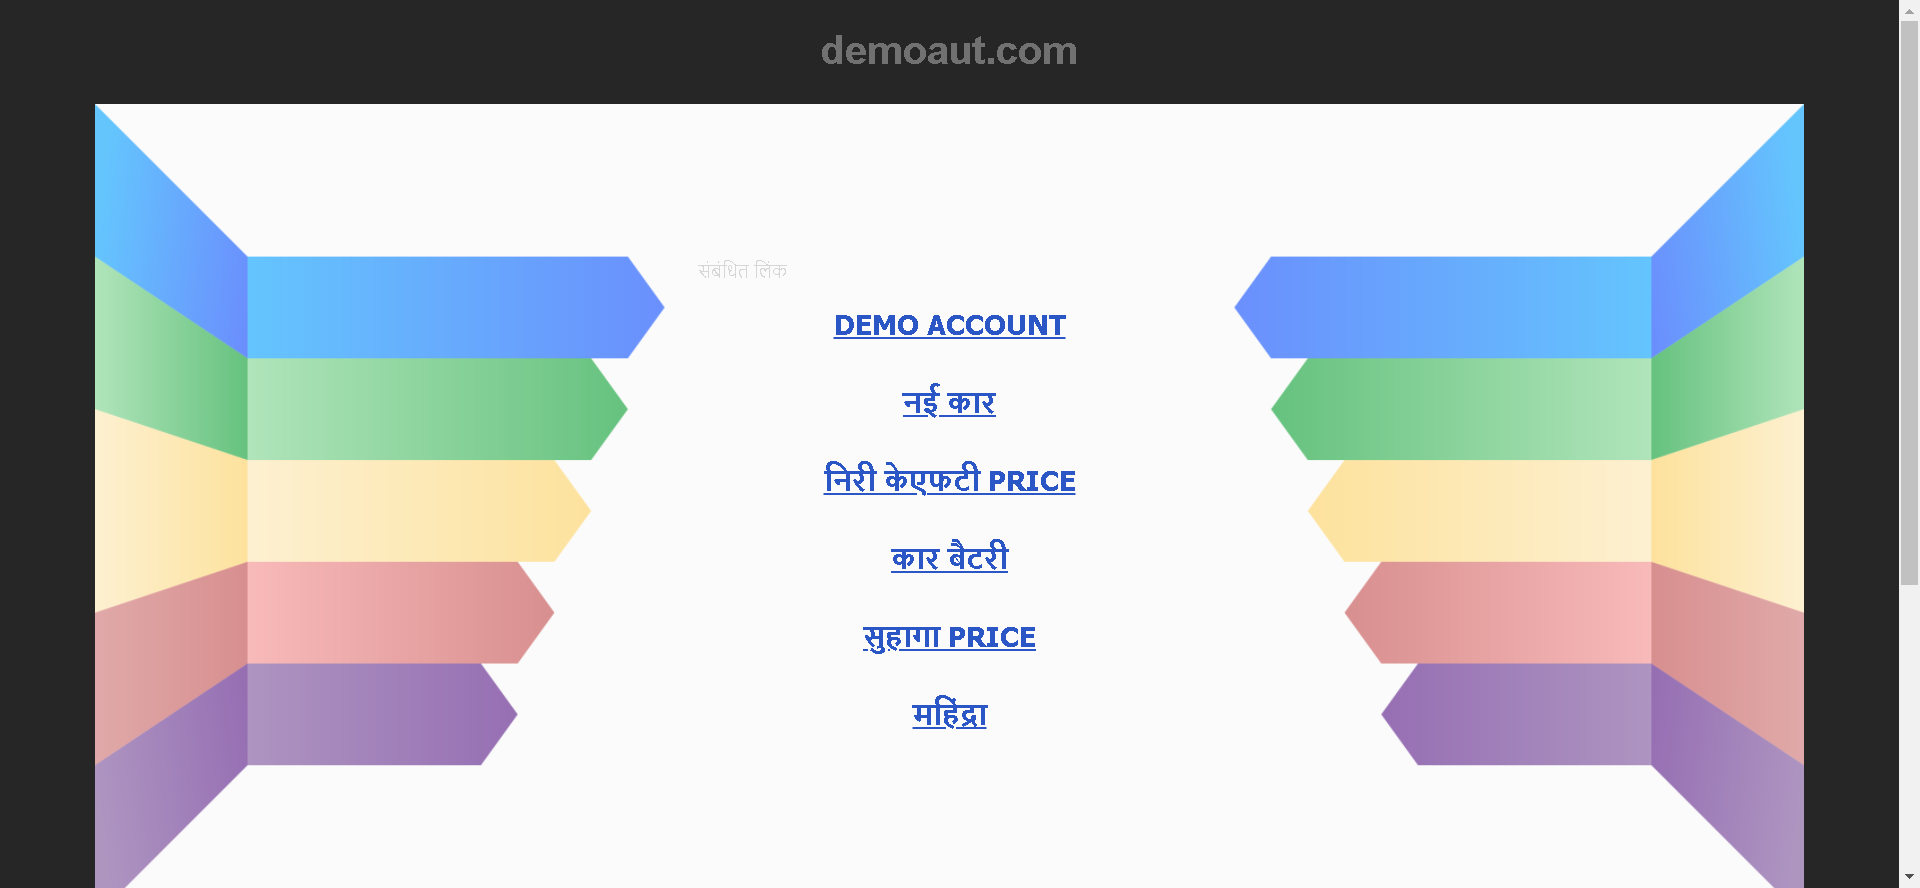 demoaut.com
संबंधित लिंक
DEMO ACCOUNT
नई कार
निरी केएफटी PRICE
कार बैटरी
सुहागा PRICE
महिंद्रा